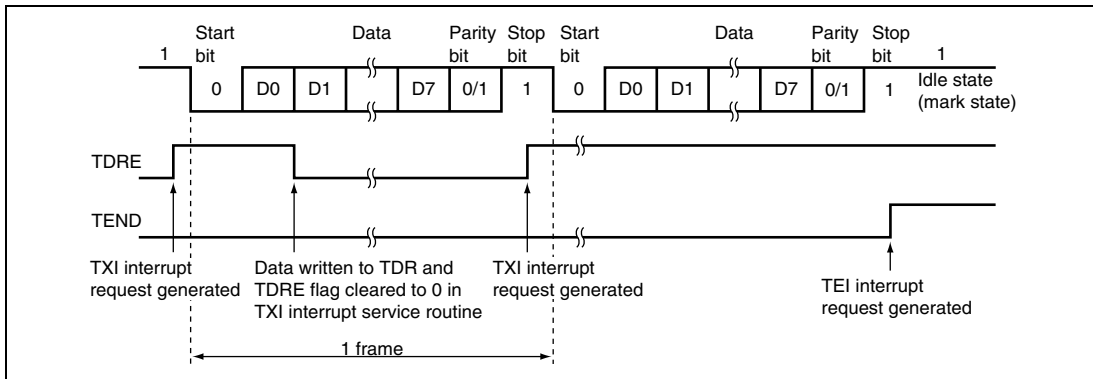 Start bit
Data
Parity bit
Stop bit
Start bit
Data
Parity bit
Stop bit
1
1
0 D0 D1 D7 0/1 1 0 D0 D1 D7 0/1 1
Idle state
(mark state)
TDRE
TEND
TXI interrupt
request generated
Data written to TDR and
TDRE flag cleared to 0 in
TXI interrupt service routine
TXI interrupt
request generated
TEI interrupt
request generated
1 frame